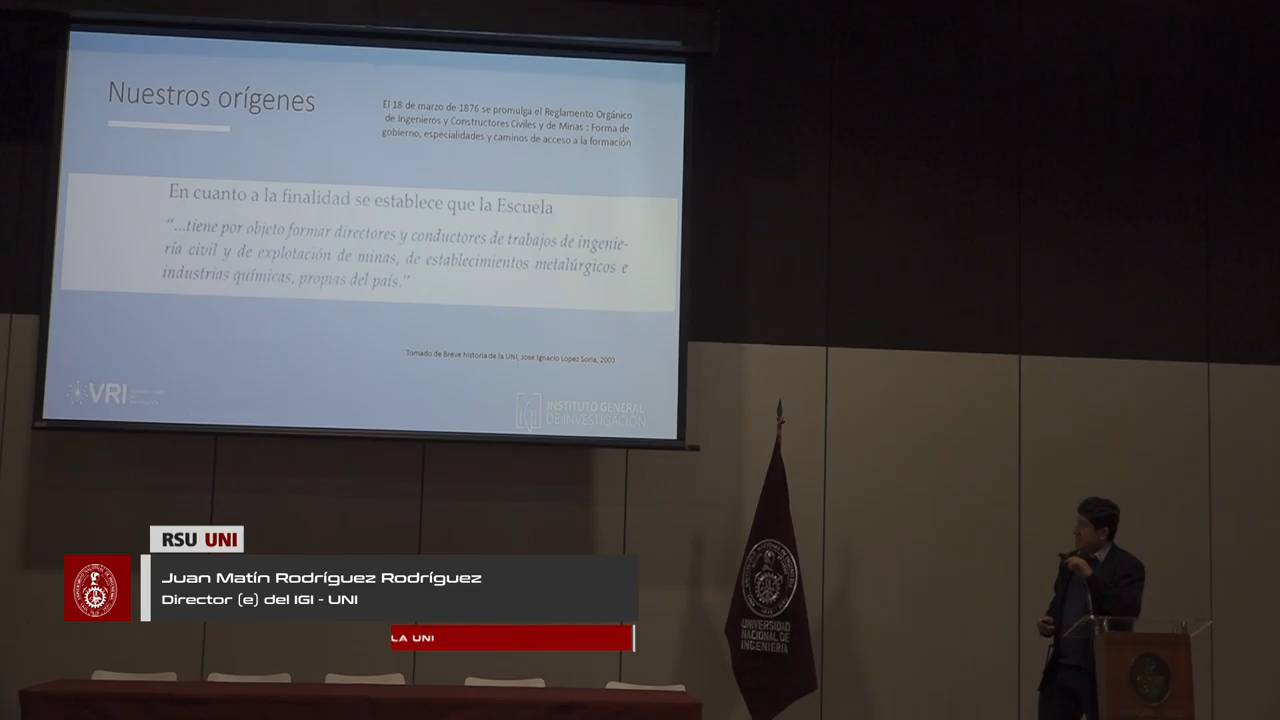 Nuestros orígenes
El 18 de marzo de 1876 se promulga el Reglamento Orgánico
de Ingenieros y Constructores Civiles y de Minas : Forma de
gobierno, especialidades y caminos de acceso a la formación
En cuanto a la finalidad se establece que la Escuela
“...tiene por objeto formar directores y conductores de trabajos de ingenie-
ría civil y de explotación de minas, de establecimientos metalúrgicos e
industrias químicas, propias del país.”
Tomado de Breve historia de la UNI, Jose Ignacio Lopez Soria, 2003
VRI
INSTITUTO GENERAL
DE INVESTIGACIÓN
RSU UNI
Juan Matín Rodríguez Rodríguez
Director (e) del IGI - UNI
LA UNI
UNIVERSIDAD
NACIONAL DE
INGENIERÍA